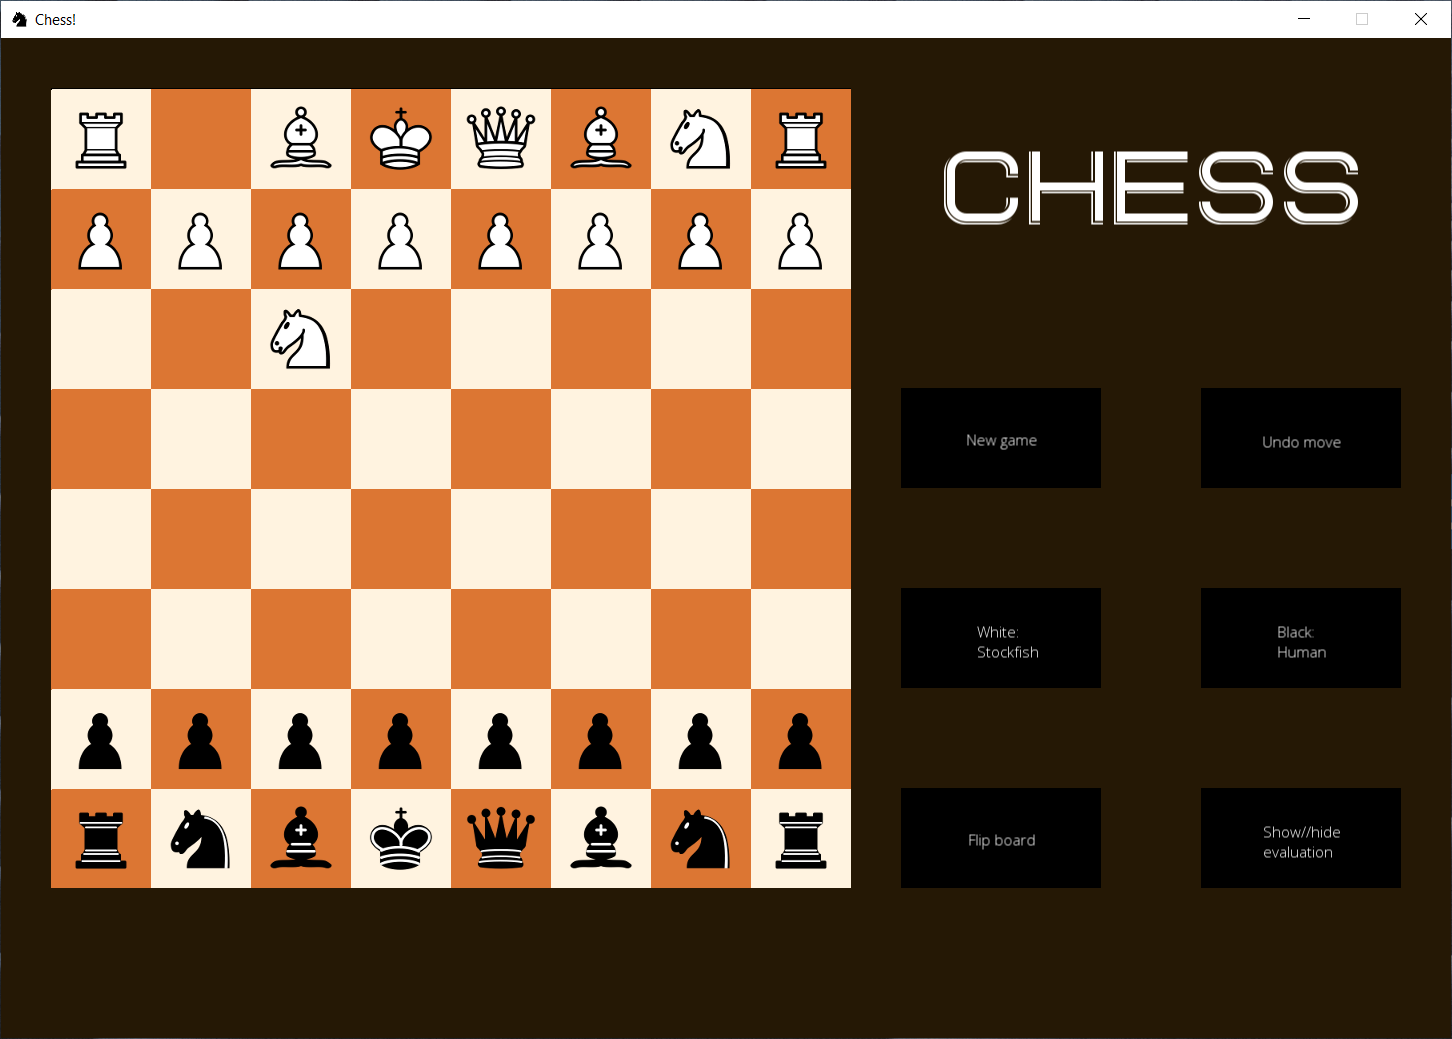 Chess!
CHESS
New game
Undo move
White:
Stockfish
Black:
Human
Flip board
Show//hide
evaluation